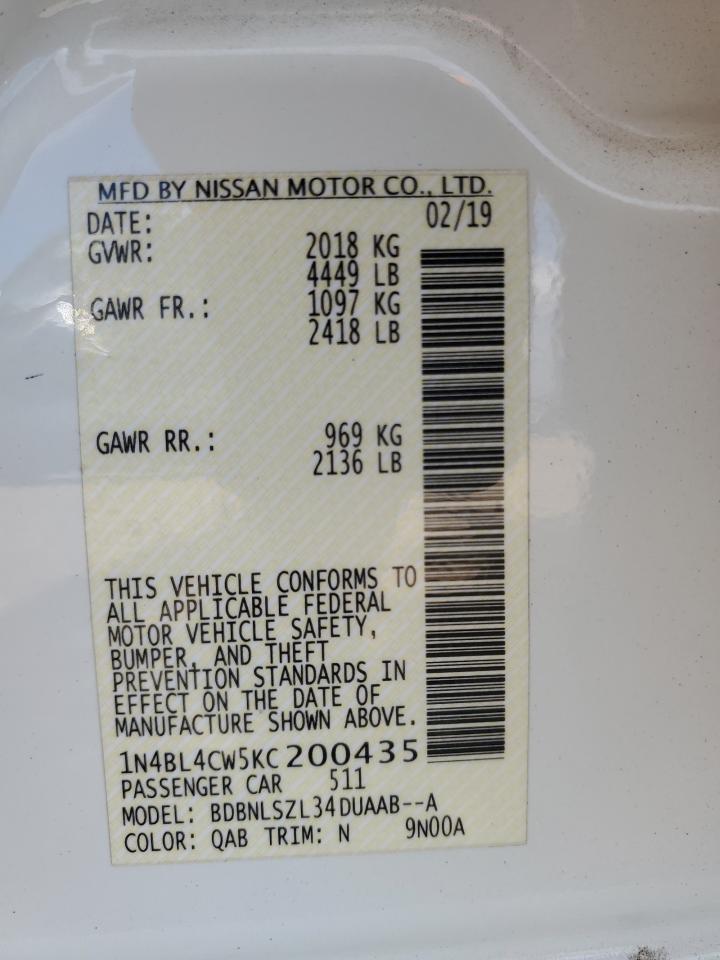 MFD BY NISSAN MOTOR CO., LTD.
DATE: 02/19
GVWR: 2018 KG
4449 LB
GAWR FR.: 1097 KG
2418 LB
GAWR RR.: 969 KG
2136 LB
THIS VEHICLE CONFORMS TO
ALL APPLICABLE FEDERAL
MOTOR VEHICLE SAFETY,
BUMPER, AND THEFT
PREVENTION STANDARDS IN
EFFECT ON THE DATE OF
MANUFACTURE SHOWN ABOVE.
1N4BL4CW5KC200435
PASSENGER CAR 511
MODEL: BDBNLSZL34DUAAB--A
COLOR: QAB TRIM: N 9N00A